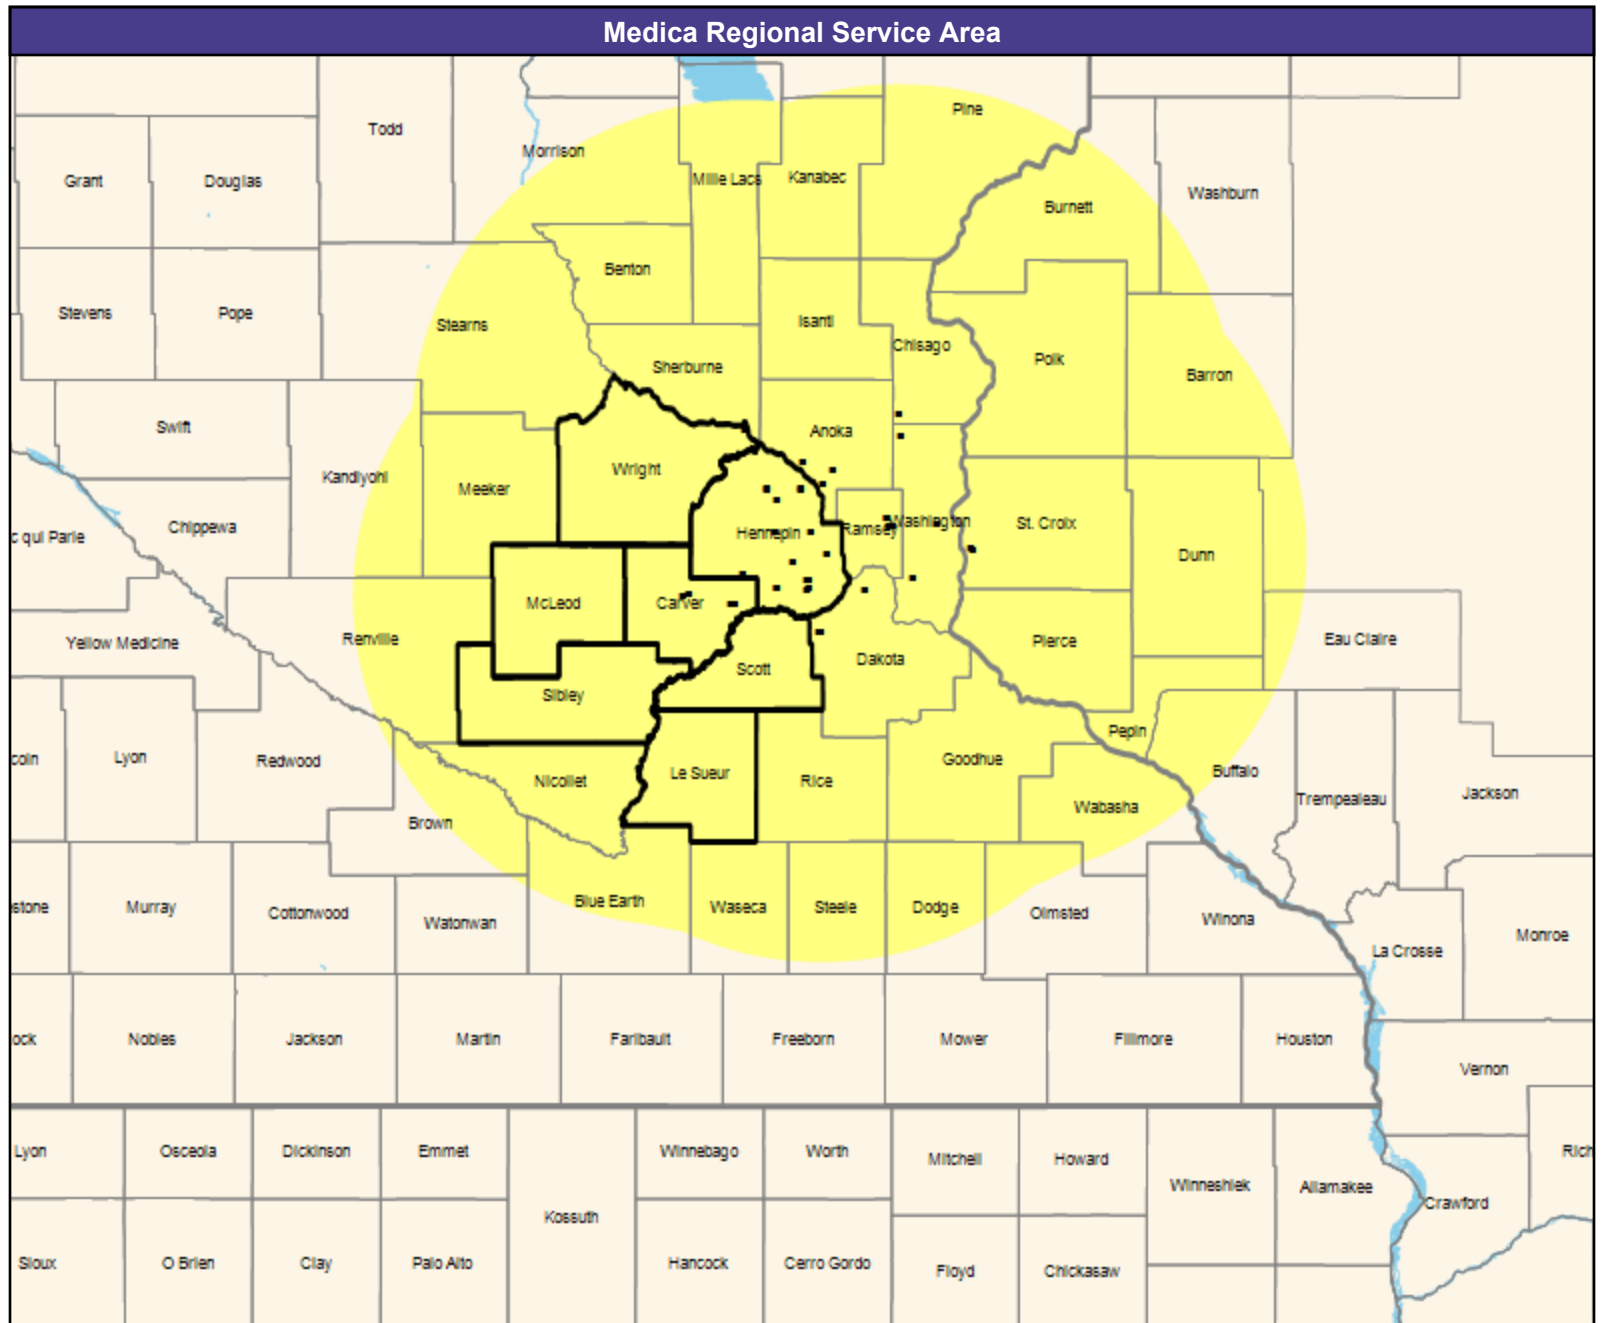 Medica Regional Service Area
Pine
Todd
Morrison
Grant
Douglas
Mille Lacs
Kanabec
Washburn
Burnett
Benton
Stevens
Pope
Stearns
Isanti
Chisago
Polk
Sherburne
Barron
Swift
Anoka
Kandiyohi
Wright
Meeker
Chippewa
Hennepin
Ramsey
Washington
St. Croix
c qui Parle
Dunn
McLeod
Carver
Yellow Medicine
Renville
Pierce
Eau Claire
Scott
Dakota
Sibley
Pepin
coln
Lyon
Redwood
Nicollet
Le Sueur
Rice
Goodhue
Buffalo
Trempealeau
Jackson
Wabasha
Brown
Blue Earth
stone
Murray
Cottonwood
Watonwan
Waseca
Steele
Dodge
Olmsted
Winona
Monroe
La Crosse
ock
Nobles
Jackson
Martin
Faribault
Freeborn
Mower
Fillmore
Houston
Vernon
Lyon
Osceola
Dickinson
Emmet
Winnebago
Worth
Mitchell
Howard
Rich
Winneshiek
Allamakee
Crawford
Kossuth
Sioux
O Brien
Clay
Palo Alto
Hancock
Cerro Gordo
Floyd
Chickasaw